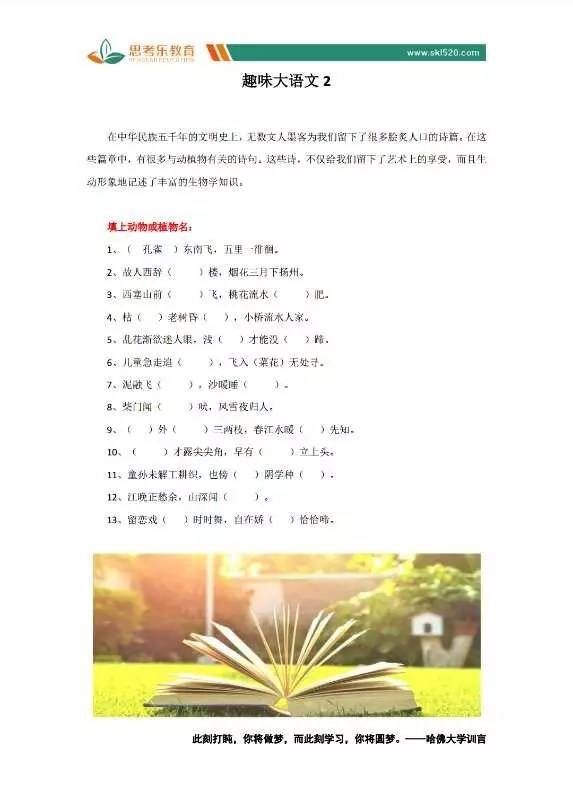 思考乐教育
www.skl520.com
趣味大语文 2
在中华民族五千年的文明史上，无数文人墨客为我们留下了很多脍炙人口的诗篇，在这
些篇章中，有很多与动植物有关的诗句。这些诗，不仅给我们留下了艺术上的享受，而且生
动形象地记述了丰富的生物学知识。
填上动物或植物名：
1、（ 孔雀 ）东南飞，五里一徘徊。
2、故人西辞（ ）楼，烟花三月下扬州。
3、西塞山前（ ）飞，桃花流水（ ）肥。
4、枯（ ）老树昏（ ），小桥流水人家。
5、乱花渐欲迷人眼，浅（ ）才能没（ ）蹄。
6、儿童急走追（ ），飞入（菜花）无处寻。
7、泥融飞（ ），沙暖睡（ ）。
8、柴门闻（ ）吠，风雪夜归人。
9、（ ）外（ ）三两枝，春江水暖（ ）先知。
10、（ ）才露尖尖角，早有（ ）立上头。
11、童孙未解工耕织，也傍（ ）阴学种（ ）。
12、江晚正愁余，山深闻（ ）。
13、留恋戏（ ）时时舞，自在娇（ ）恰恰啼。
此刻打盹，你将做梦，而此刻学习，你将圆梦。——哈佛大学训言